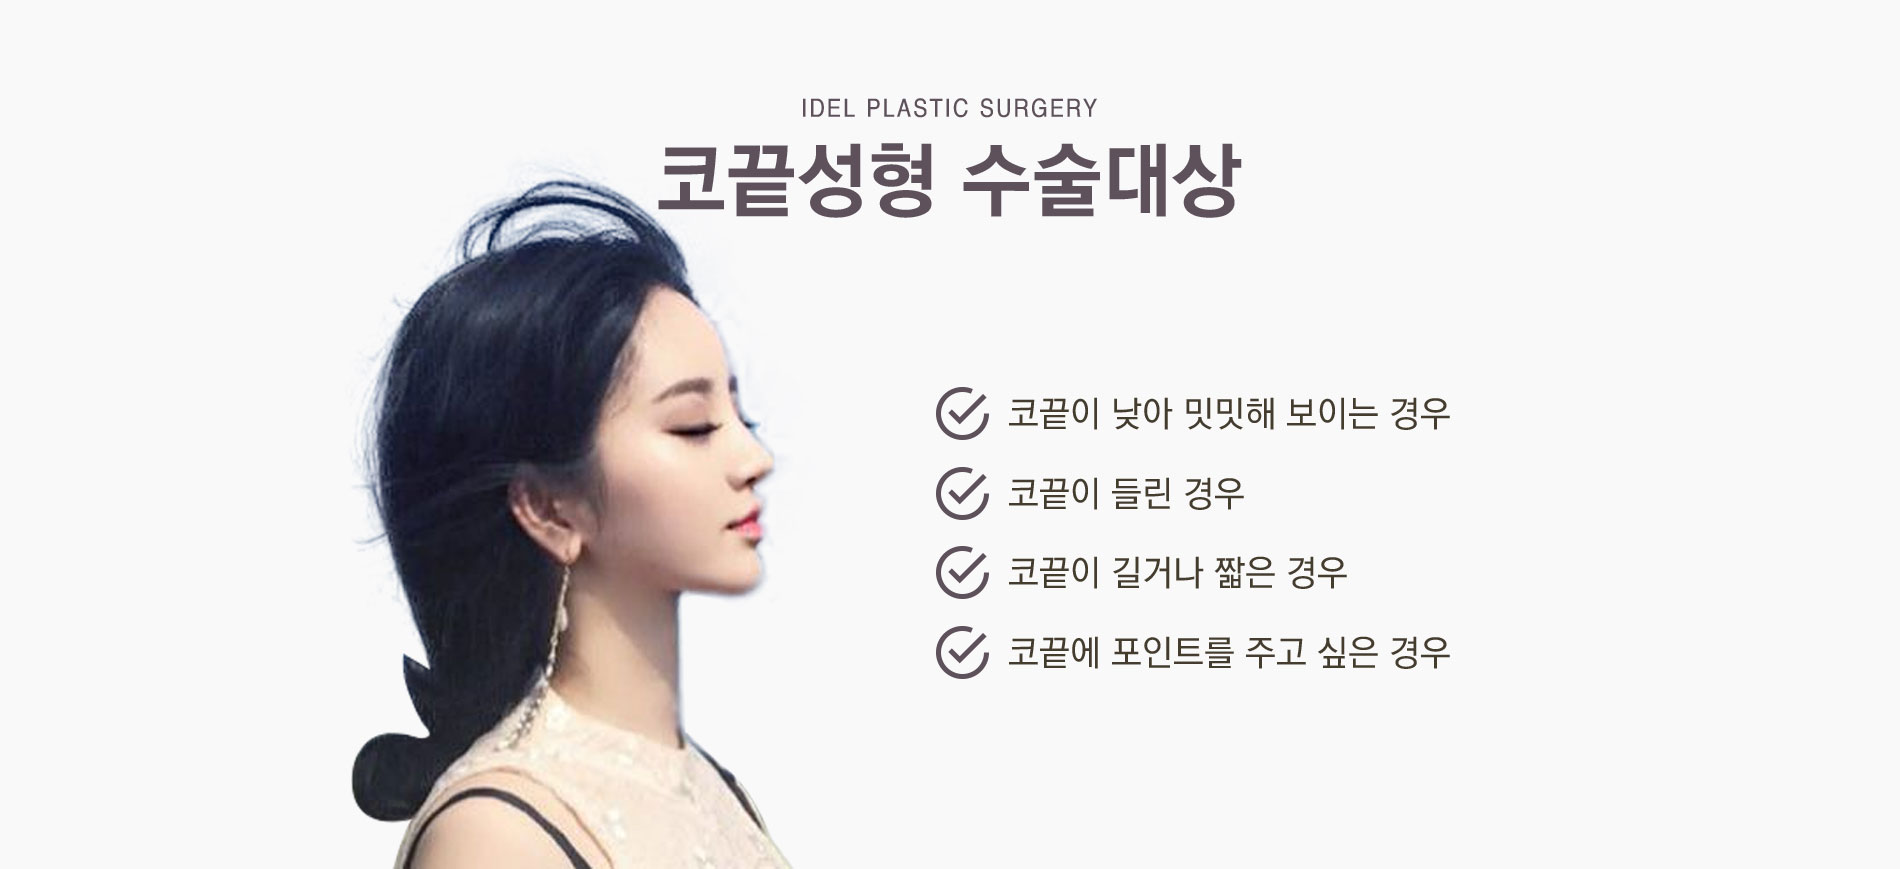 IDEL PLASTIC SURGERY
코끝성형 수술대상
코끝이 낮아 밋밋해 보이는 경우
코끝이 들린 경우
코끝이 길거나 짧은 경우
코끝에 포인트를 주고 싶은 경우